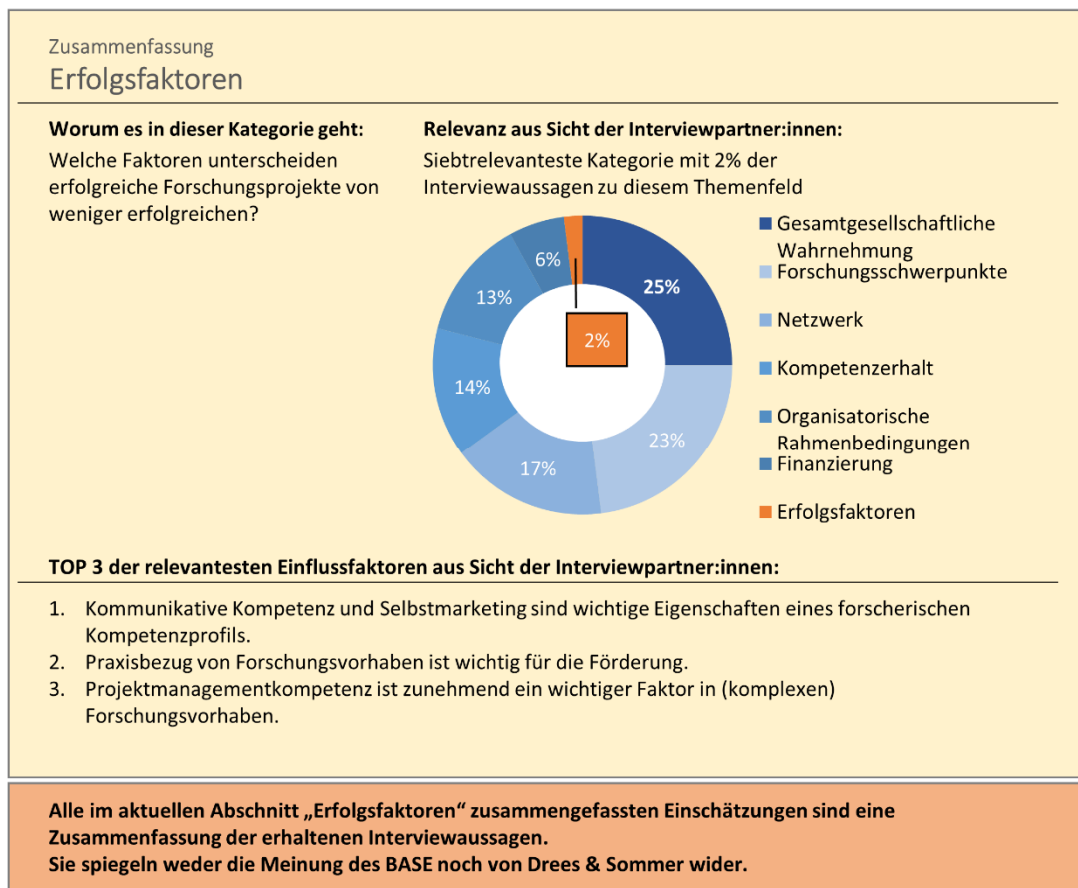 Zusammenfassung
Erfolgsfaktoren
Worum es in dieser Kategorie geht:
Welche Faktoren unterscheiden
erfolgreiche Forschungsprojekte von
weniger erfolgreichen?
Relevanz aus Sicht der Interviewpartner:innen:
Siebtrelevanteste Kategorie mit 2% der
Interviewaussagen zu diesem Themenfeld
25%
23%
17%
14%
13%
6%
2%
Gesamtgesellschaftliche
Wahrnehmung
Forschungsschwerpunkte
Netzwerk
Kompetenzerhalt
Organisatorische
Rahmenbedingungen
Finanzierung
Erfolgsfaktoren
TOP 3 der relevantesten Einflussfaktoren aus Sicht der Interviewpartner:innen:
1. Kommunikative Kompetenz und Selbstmarketing sind wichtige Eigenschaften eines forscherischen
Kompetenzprofils.
2. Praxisbezug von Forschungsvorhaben ist wichtig für die Förderung.
3. Projektmanagementkompetenz ist zunehmend ein wichtiger Faktor in (komplexen)
Forschungsvorhaben.
Alle im aktuellen Abschnitt „Erfolgsfaktoren“ zusammengefassten Einschätzungen sind eine
Zusammenfassung der erhaltenen Interviewaussagen.
Sie spiegeln weder die Meinung des BASE noch von Drees & Sommer wider.